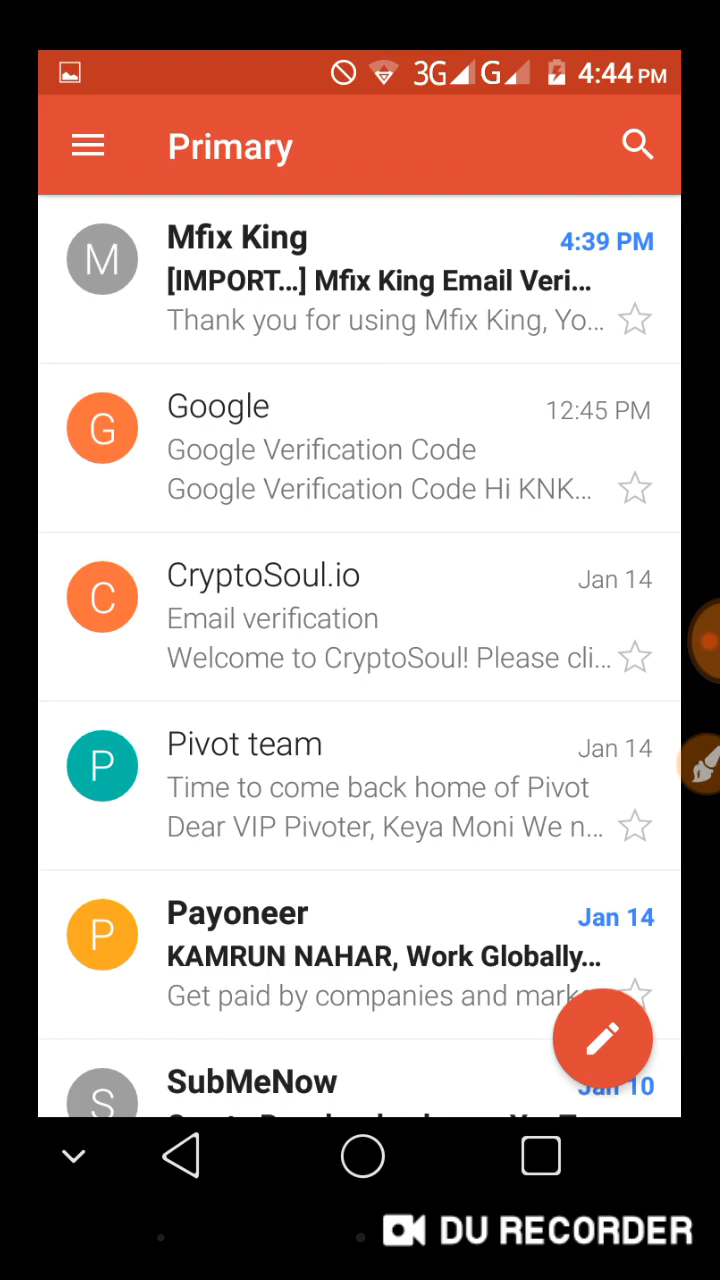 3G G 4:44 PM
Primary
M
Mfix King
4:39 PM
[IMPORT...] Mfix King Email Veri...
Thank you for using Mfix King, Yo...
G
Google
12:45 PM
Google Verification Code
Google Verification Code Hi KNK...
C
CryptoSoul.io
Jan 14
Email verification
Welcome to CryptoSoul! Please cli...
P
Pivot team
Jan 14
Time to come back home of Pivot
Dear VIP Pivoter, Keya Moni We n...
P
Payoneer
Jan 14
KAMRUN NAHAR, Work Globally...
Get paid by companies and mark
S
SubMeNow
Jan 10
DU RECORDER